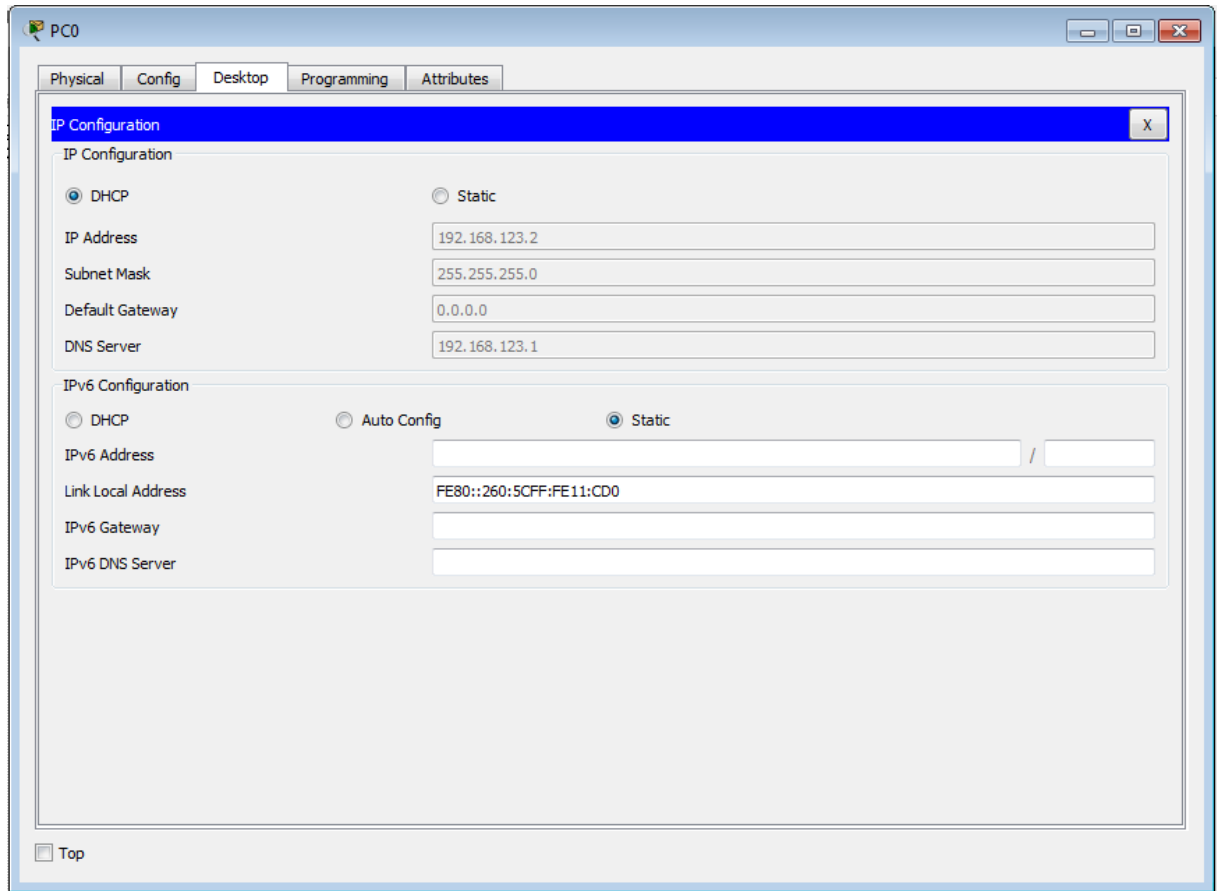 PC0
Physical Config Desktop Programming Attributes
IP Configuration X
IP Configuration
DHCP Static
IP Address 192.168.123.2
Subnet Mask 255.255.255.0
Default Gateway 0.0.0.0
DNS Server 192.168.123.1
IPv6 Configuration
DHCP Auto Config Static
IPv6 Address /
Link Local Address FE80::260:5CFF:FE11:CD0
IPv6 Gateway
IPv6 DNS Server
Top